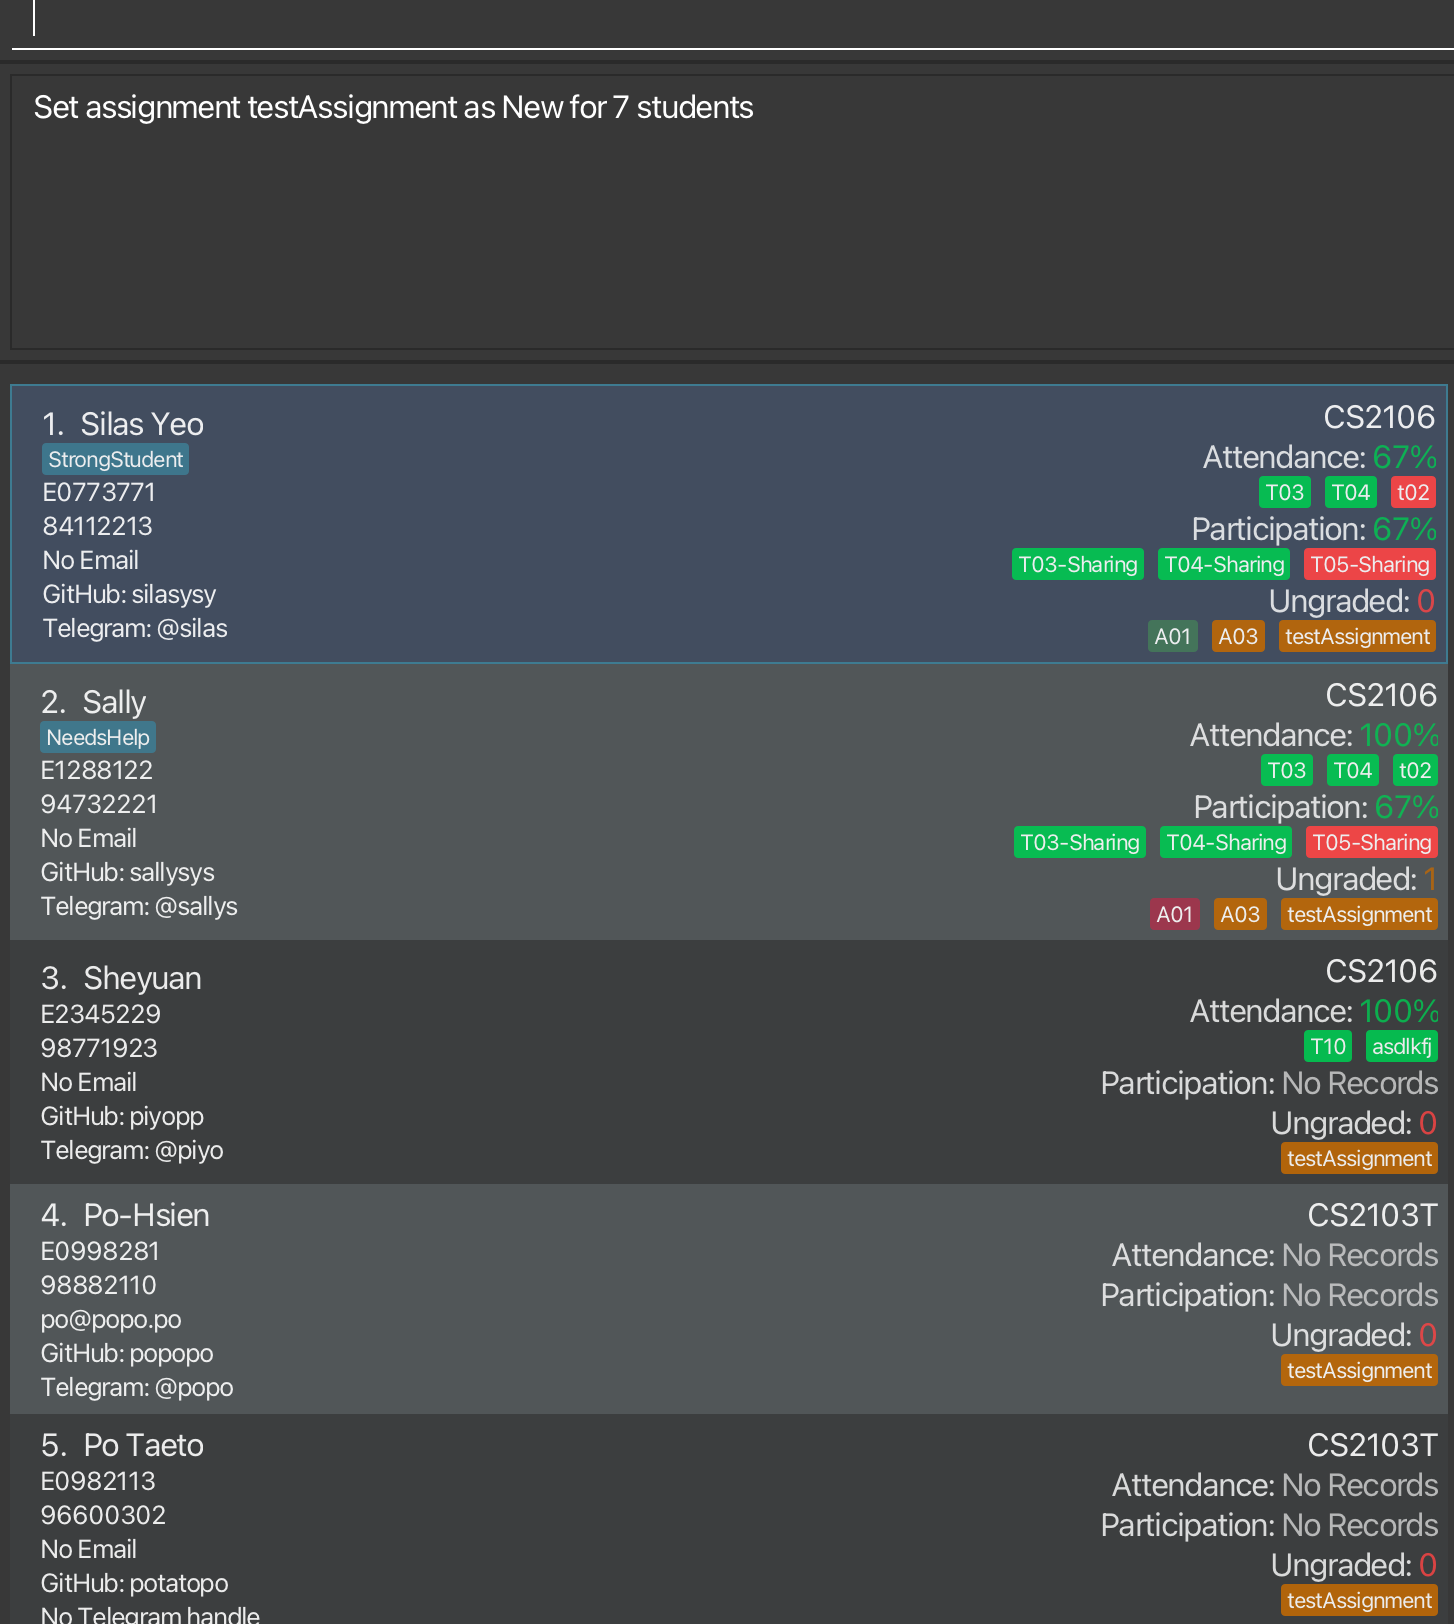 Set assignment testAssignment as New for 7 students
1. Silas Yeo
StrongStudent
E0773771
84112213
No Email
GitHub: silasysy
Telegram: @silas
CS2106
Attendance: 67%
T03 T04 t02
Participation: 67%
T03-Sharing T04-Sharing T05-Sharing
Ungraded: 0
A01 A03 testAssignment
2. Sally
NeedsHelp
E1288122
94732221
No Email
GitHub: sallysys
Telegram: @sallys
CS2106
Attendance: 100%
T03 T04 t02
Participation: 67%
T03-Sharing T04-Sharing T05-Sharing
Ungraded: 1
A01 A03 testAssignment
3. Sheyuan
E2345229
98771923
No Email
GitHub: piyopp
Telegram: @piyo
CS2106
Attendance: 100%
T10 asdlkfj
Participation: No Records
Ungraded: 0
testAssignment
4. Po-Hsien
E0998281
98882110
po@popo.po
GitHub: popopo
Telegram: @popo
CS2103T
Attendance: No Records
Participation: No Records
Ungraded: 0
testAssignment
5. Po Taeto
E0982113
96600302
No Email
GitHub: potatopo
No Telegram handle
CS2103T
Attendance: No Records
Participation: No Records
Ungraded: 0
testAssignment